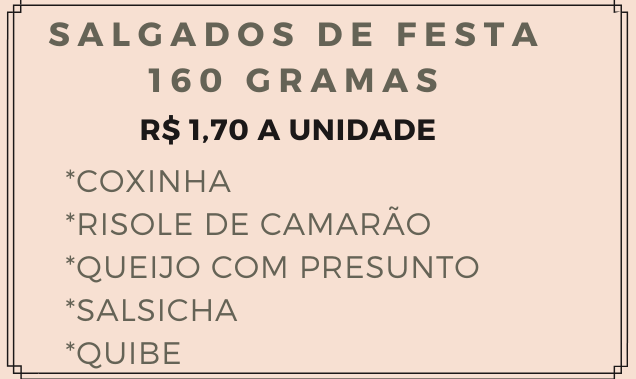 SALGADOS DE FESTA
160 GRAMAS
R$ 1,70 A UNIDADE
*COXINHA
*RISOLE DE CAMARÃO
*QUEIJO COM PRESUNTO
*SALSICHA
*QUIBE